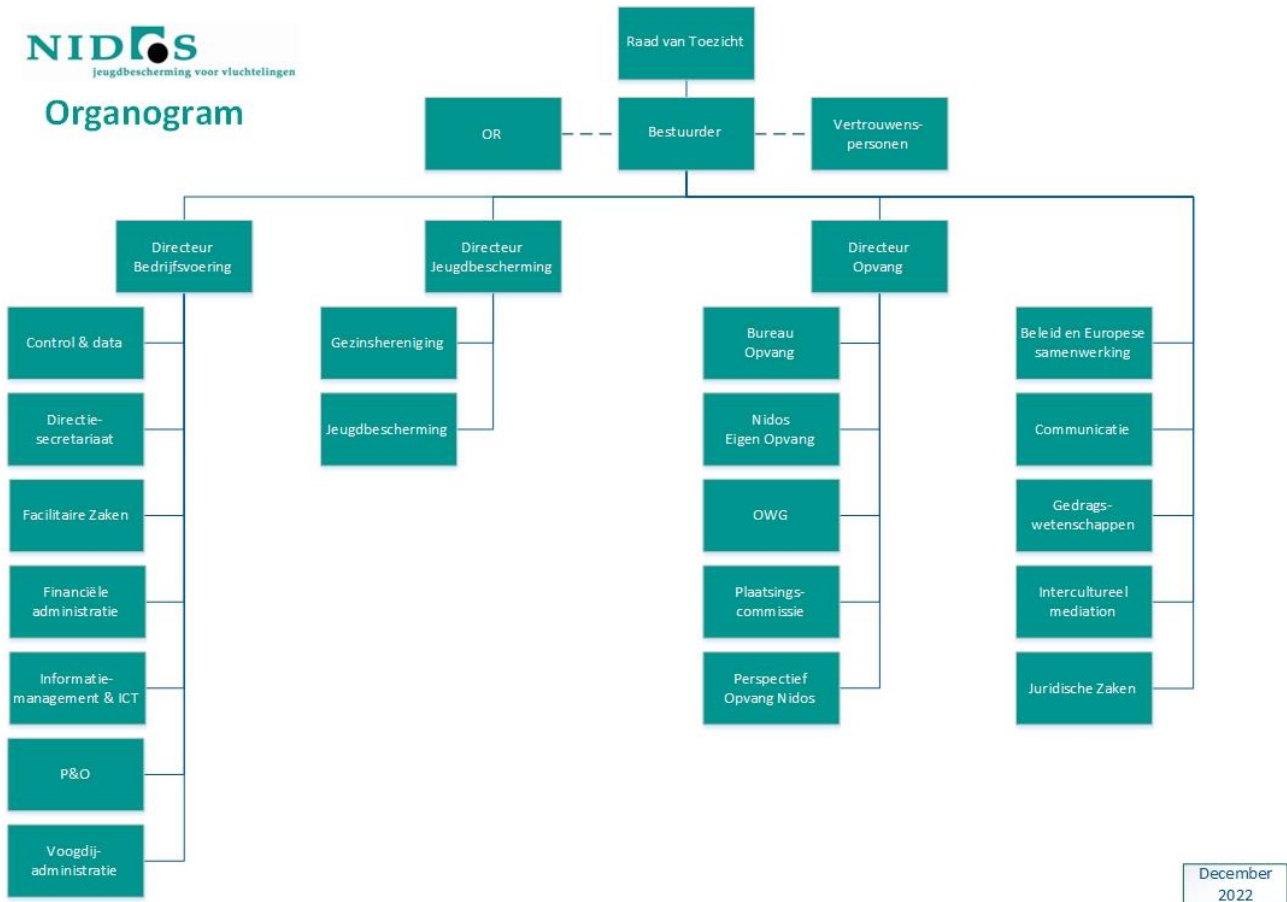 NIDOS
jeugdbescherming voor vluchtelingen
Organogram
Raad van Toezicht
OR
Bestuurder
Vertrouwens-
personen
Directeur
Bedrijfsvoering
Directeur
Jeugdbescherming
Directeur
Opvang
Control & data
Directie-
secretariaat
Facilitaire Zaken
Financiële
administratie
Informatie-
management & ICT
P&O
Voogdij-
administratie
Gezinshereniging
Jeugdbescherming
Bureau
Opvang
Nidos
Eigen Opvang
OWG
Plaatsings-
commissie
Perspectief
Opvang Nidos
Beleid en Europese
samenwerking
Communicatie
Gedrags-
wetenschappen
Intercultureel
mediation
Juridische Zaken
December
2022